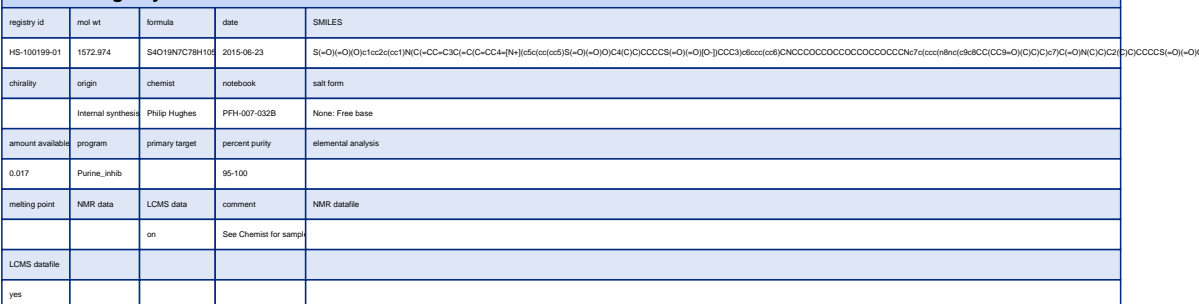 registry id mol wt formula date SMILES
HS-100199-01 1572.974 S4O19N7C78H105 2015-06-23 S(=O)(=O)(O)c1cc2c(cc1)N(C(=CC=C3C(=C(C=CC4=[N+](c5c(cc(cc5)S(=O)(=O)O)C4(C)C)CCCCS(=O)(=O)[O-])CCC3)c6ccc(cc6)CNCCCOCCOCCOCCOCCOCCCNc7c(ccc(n8nc(c9c8CC(CC9=O)(C)C)C)c7)C(=O)N(C)C)C2(C)C)CCCCS(=O)(=O)O
chirality origin chemist notebook salt form
Internal synthesis Philip Hughes PFH-007-032B None: Free base
amount available program primary target percent purity elemental analysis
0.017 Purine_inhib 95-100
melting point NMR data LCMS data comment NMR datafile
on See Chemist for sample
LCMS datafile
yes